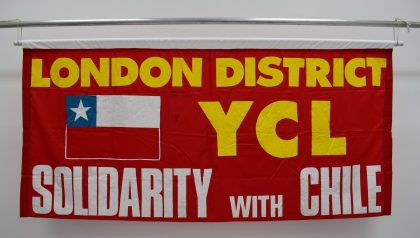 LONDON DISTRICT
YCL
SOLIDARITY WITH CHILE